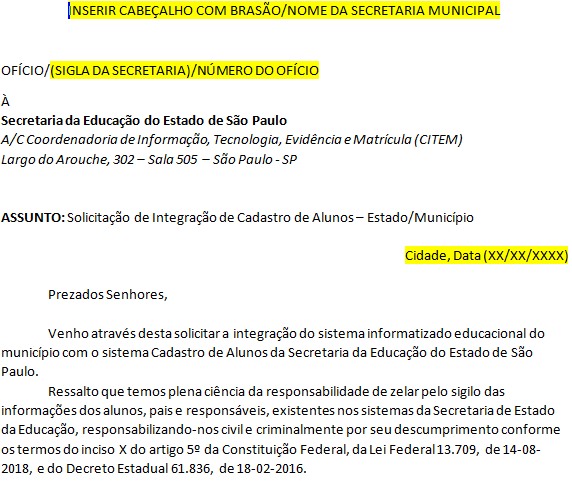 INSERIR CABEÇALHO COM BRASÃO/NOME DA SECRETARIA MUNICIPAL
OFÍCIO/(SIGLA DA SECRETARIA)/NÚMERO DO OFÍCIO
À
Secretaria da Educação do Estado de São Paulo
A/C Coordenadoria de Informação, Tecnologia, Evidência e Matrícula (CITEM)
Largo do Arouche, 302 – Sala 505 – São Paulo - SP
ASSUNTO: Solicitação de Integração de Cadastro de Alunos – Estado/Município
Cidade, Data (XX/XX/XXXX)
Prezados Senhores,
Venho através desta solicitar a integração do sistema informatizado educacional do
município com o sistema Cadastro de Alunos da Secretaria da Educação do Estado de São
Paulo.
Ressalto que temos plena ciência da responsabilidade de zelar pelo sigilo das
informações dos alunos, pais e responsáveis, existentes nos sistemas da Secretaria de Estado
da Educação, responsabilizando-nos civil e criminalmente por seu descumprimento conforme
os termos do inciso X do artigo 5º da Constituição Federal, da Lei Federal 13.709, de 14-08-
2018, e do Decreto Estadual 61.836, de 18-02-2016.